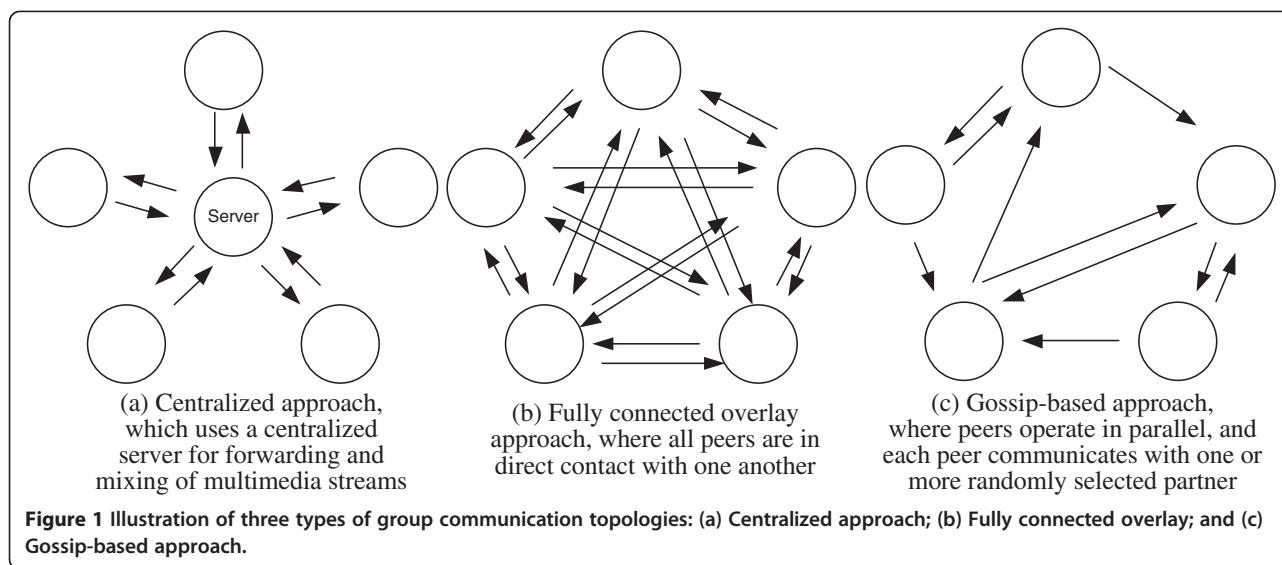 Server
(a) Centralized approach,
which uses a centralized
server for forwarding and
mixing of multimedia streams
(b) Fully connected overlay
approach, where all peers are in
direct contact with one another
(c) Gossip-based approach,
where peers operate in parallel, and
each peer communicates with one or
more randomly selected partner
Figure 1 Illustration of three types of group communication topologies: (a) Centralized approach; (b) Fully connected overlay; and (c)
Gossip-based approach.